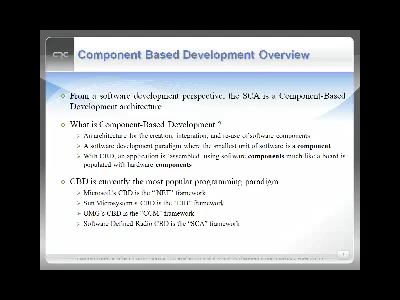 CRC
Component Based Development Overview
From a software development perspective, the SCA is a Component-Based
Development architecture
What is Component-Based Development ?
An architecture for the creation, integration, and re-use of software components
A software development paradigm where the smallest unit of software is a component
With CBD, an application is 'assembled' using software components much like a board is
populated with hardware components
CBD is currently the most popular programming paradigm
Microsoft's CBD is the ".NET" framework
Sun Microsystem's CBD is the "EJB" framework
OMG's CBD is the "CCM" framework
Software Defined Radio CBD is the "SCA" framework